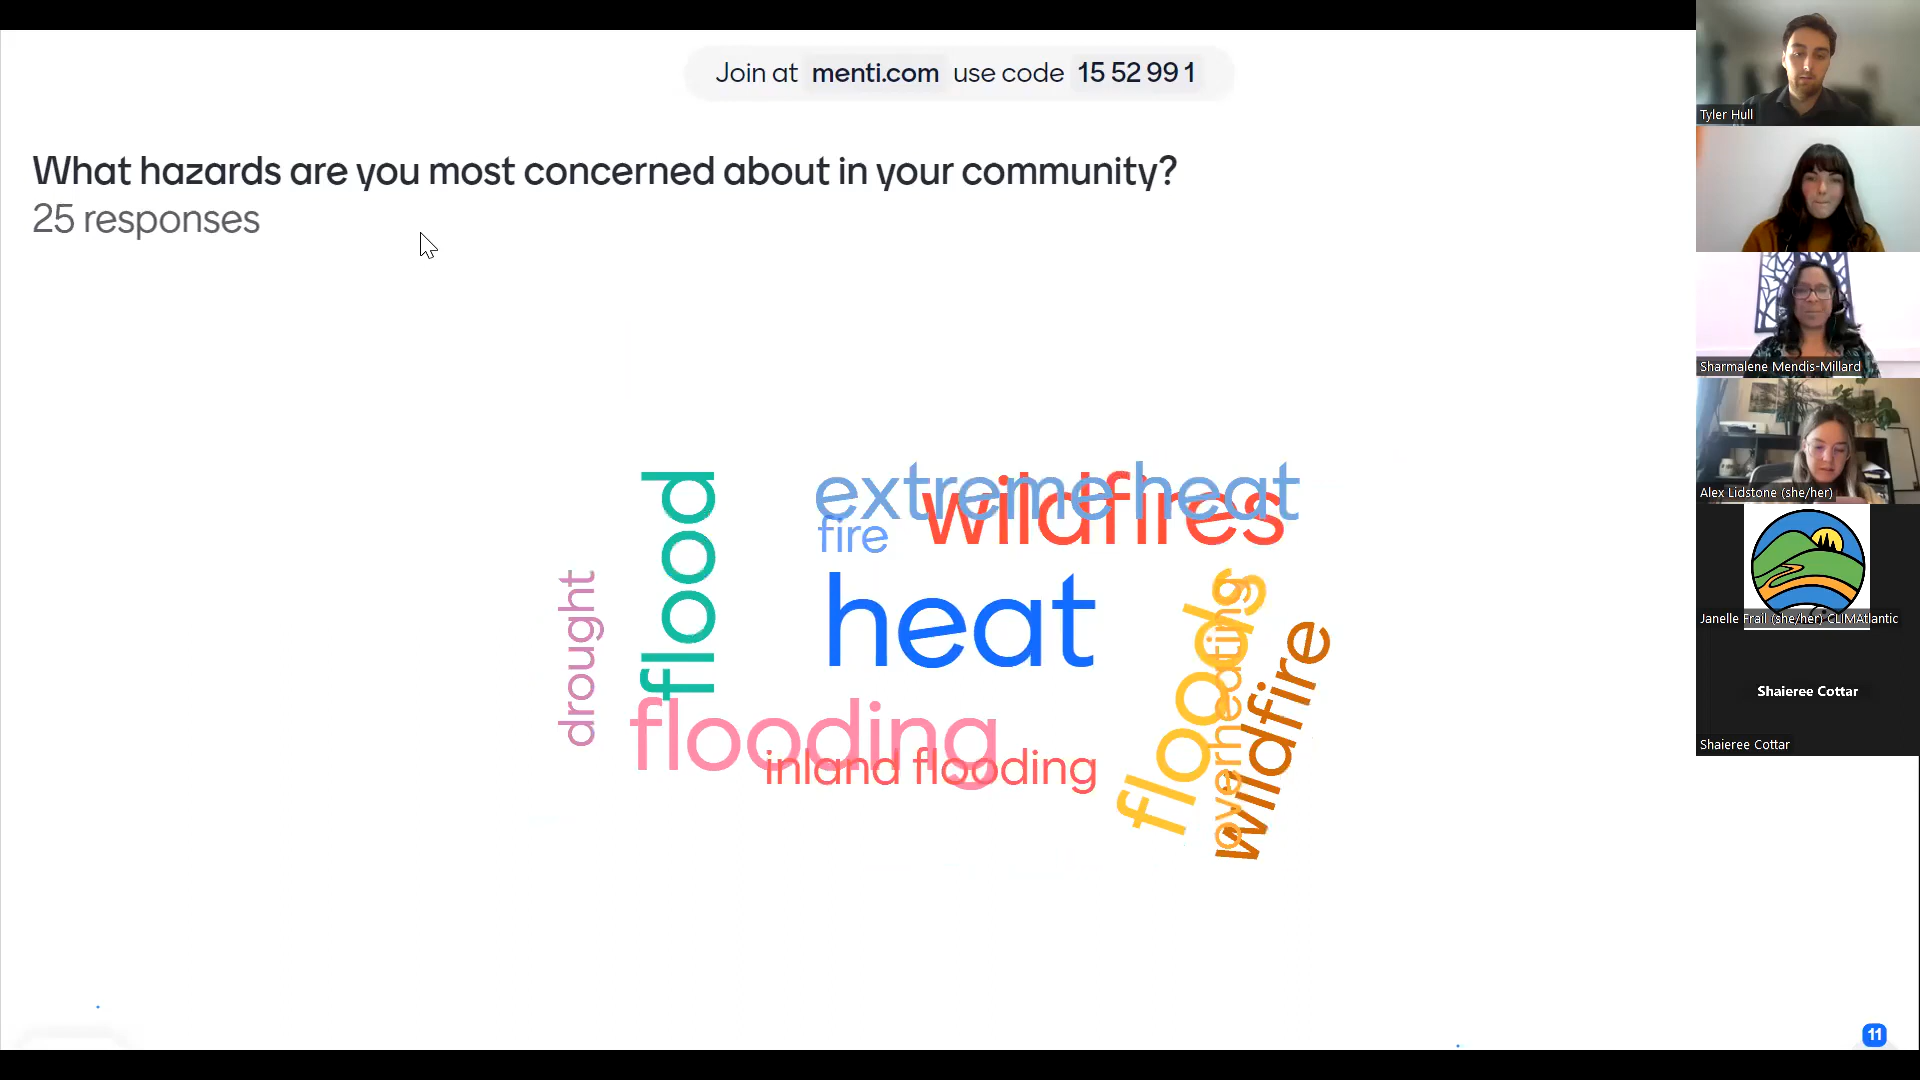 Join at menti.com use code 15 52 99 1
What hazards are you most concerned about in your community?
25 responses
extreme heat
wildfires
fire
flood
heat
drought
flooding
inland flooding
floods
overheating
wildfire
11
Tyler Hull
Sharmalene Mendis-Millard
Alex Lidstone (she/her)
Janelle Frail (she/her) CLIMAtlantic
Shaieree Cottar
Shaieree Cottar